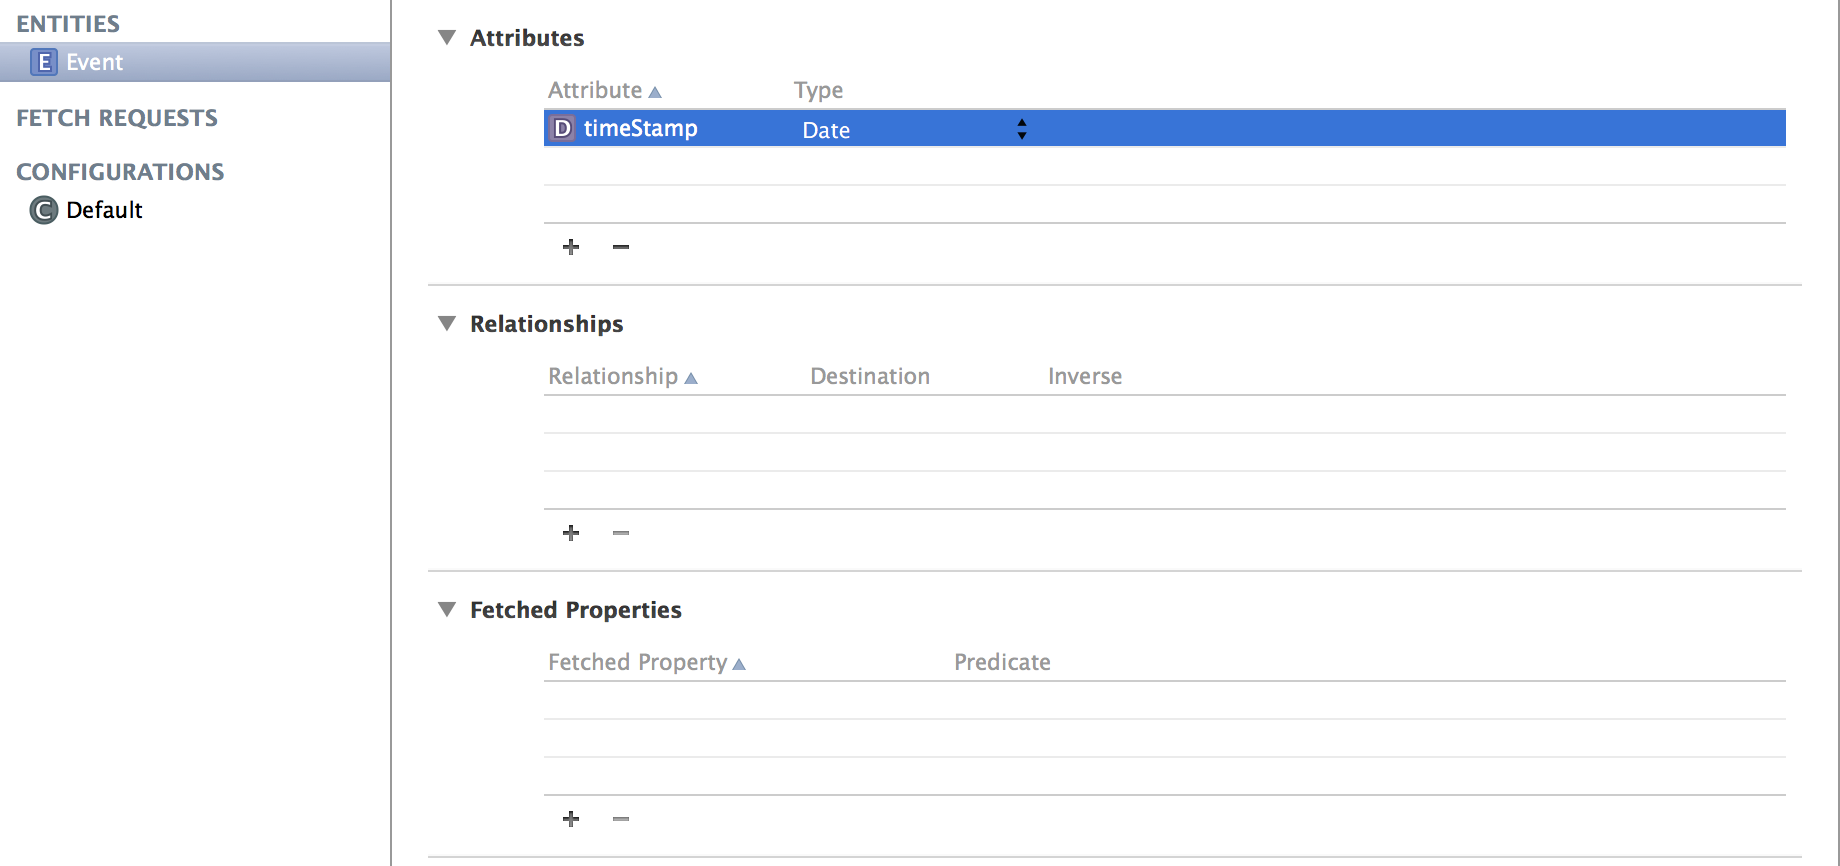 ENTITIES
E Event
FETCH REQUESTS
CONFIGURATIONS
C Default
Attributes
Attribute Type
D timeStamp Date
Relationships
Relationship Destination Inverse
Fetched Properties
Fetched Property Predicate